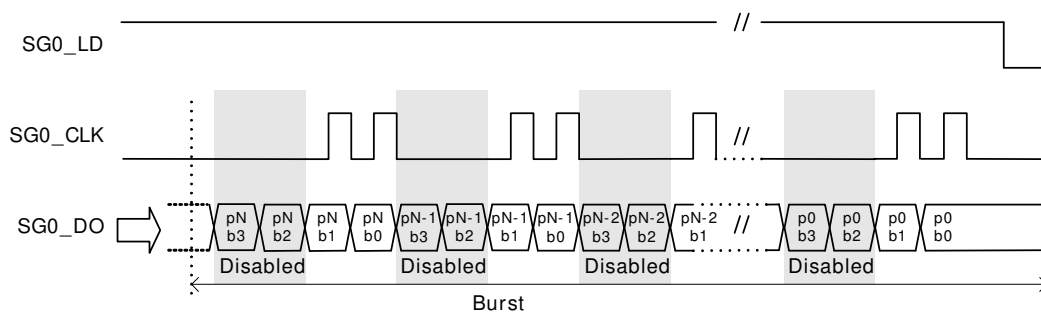 SG0_LD
//
SG0_CLK
//
SG0_DO
pN pN pN pN pN-1 pN-1 pN-1 pN-1 pN-2 pN-2 pN-2 // p0 p0 p0 p0
b3 b2 b1 b0 b3 b2 b1 b0 b3 b2 b1 b3 b2 b1 b0
Disabled Disabled Disabled Disabled
Burst